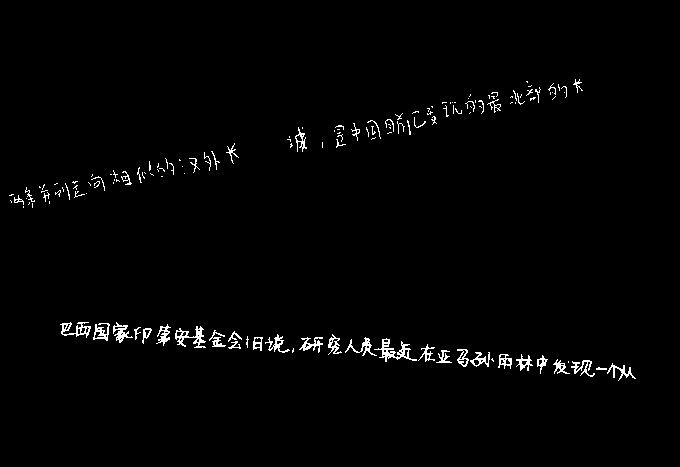 两条并列走向相似的汉外长
城，是中国目前已发现的最北部的长
巴西国家印第安基金会1日说，研究人员最近在亚马孙雨林中发现一个从